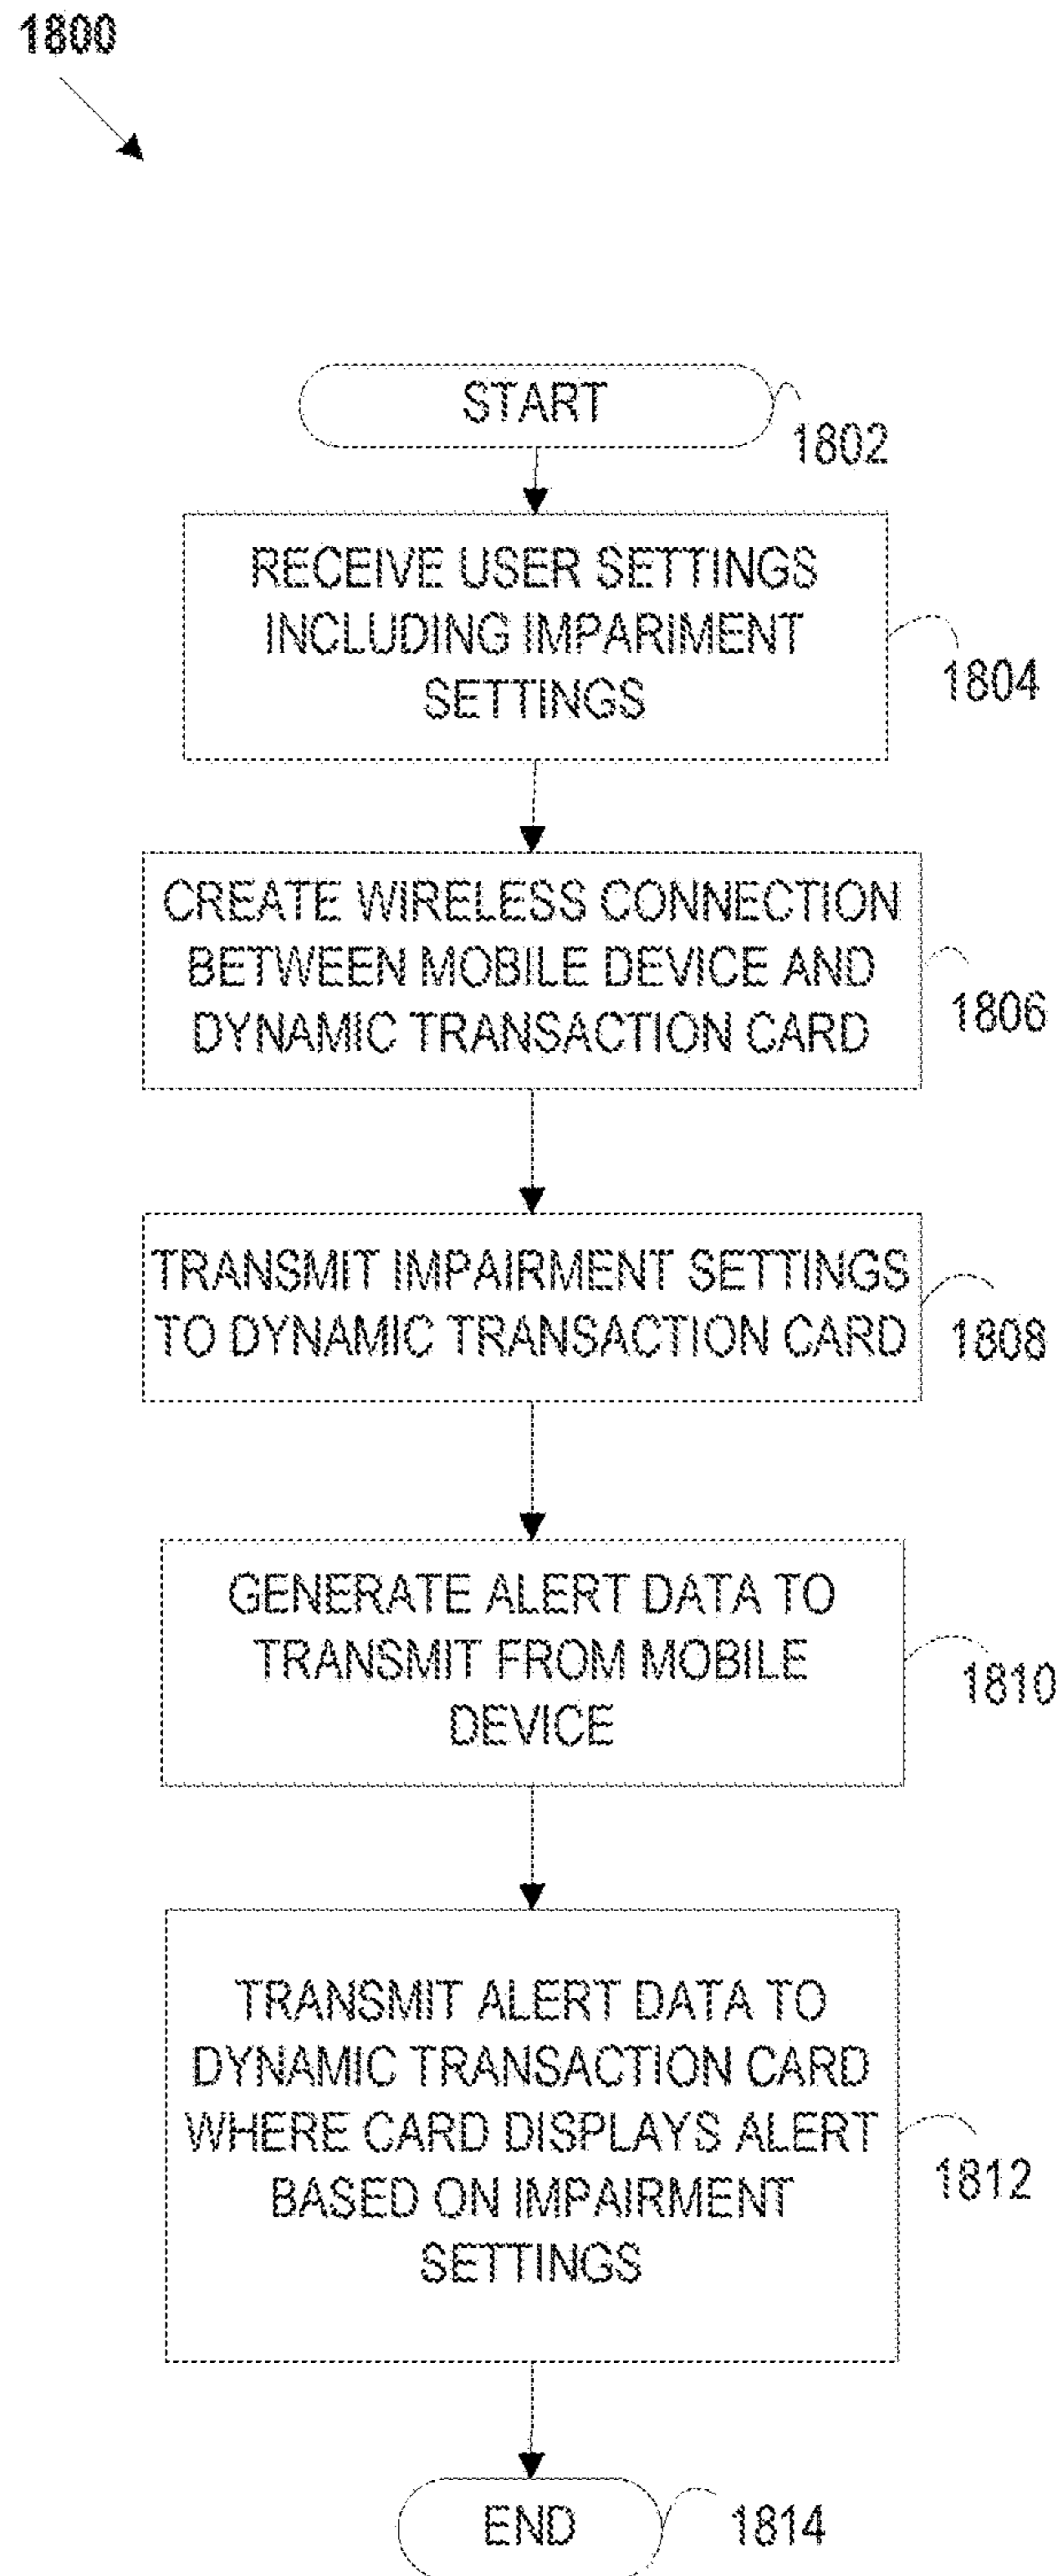 1800
START
1802
RECEIVE USER SETTINGS
INCLUDING IMPARIMENT
SETTINGS
1804
CREATE WIRELESS CONNECTION
BETWEEN MOBILE DEVICE AND
DYNAMIC TRANSACTION CARD
1806
TRANSMIT IMPAIRMENT SETTINGS
TO DYNAMIC TRANSACTION CARD
1808
GENERATE ALERT DATA TO
TRANSMIT FROM MOBILE
DEVICE
1810
TRANSMIT ALERT DATA TO
DYNAMIC TRANSACTION CARD
WHERE CARD DISPLAYS ALERT
BASED ON IMPAIRMENT
SETTINGS
1812
END
1814